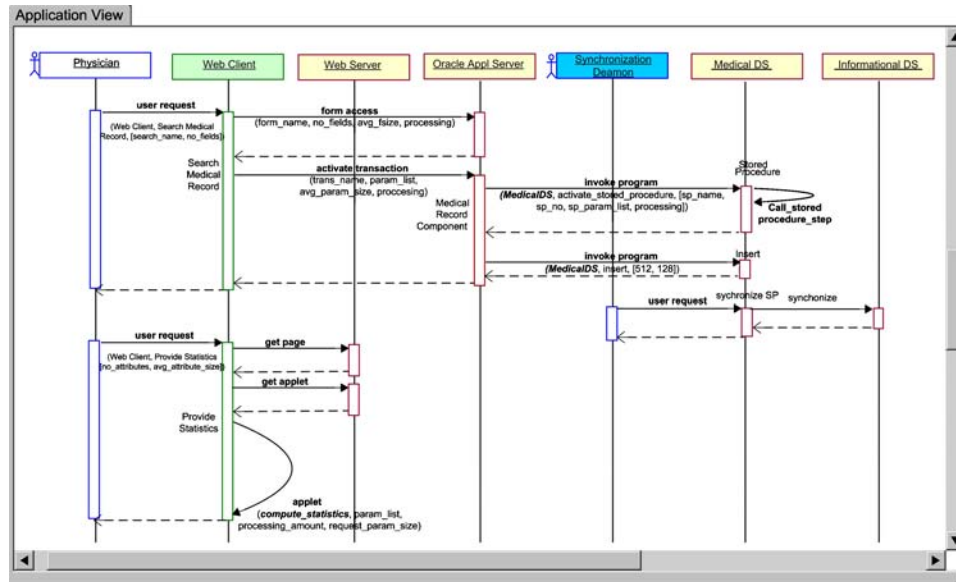 Application View
Physician
Web Client
Web Server
Oracle Appl Server
Synchronization
Deamon
Medical DS
Informational DS
user request
(Web Client, Search Medical
Record, [search_name, no_fields])
form access
(form_name, no_fields, avg_fsize, processing)
Search
Medical
Record
activate transaction
(trans_name, param_list,
avg_param_size, proccesing)
Medical
Record
Component
invoke program
(MedicalDS, activate_stored_procedure, [sp_name,
sp_no, sp_param_list, processing])
Stored
Procedure
Call_stored
procedure_step
invoke program
(MedicalDS, insert, [512, 128])
Insert
user request
sychronize SP
synchonize
user request
(Web Client, Provide Statistics
[no_attributes, avg_attribute_size])
get page
get applet
Provide
Statistics
applet
(compute_statistics, param_list,
processing_amount, request_param_size)